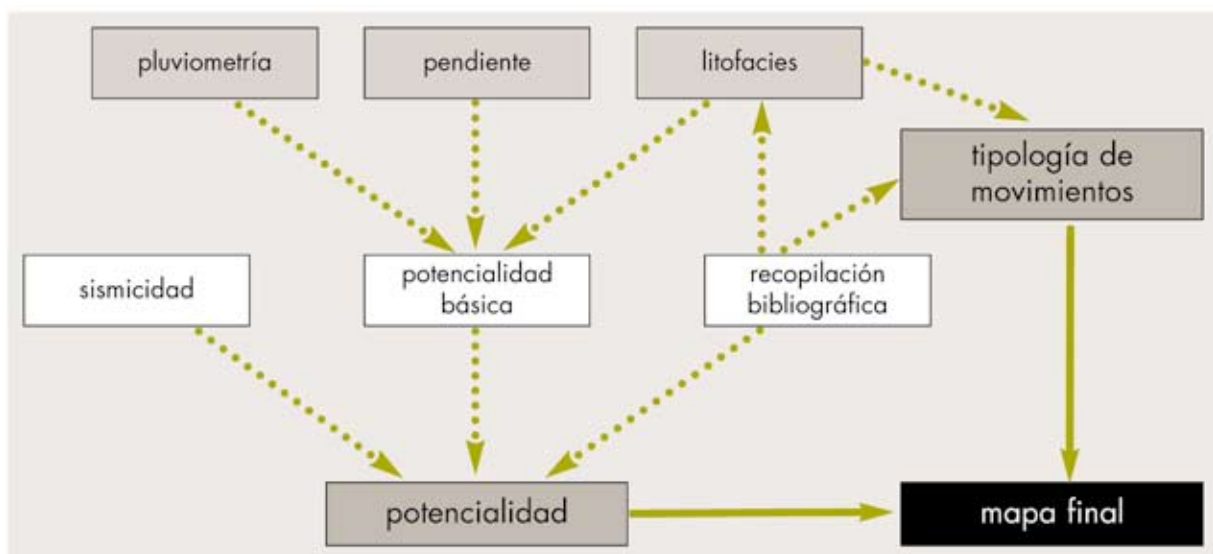 pluviometría
pendiente
litofacies
tipología de
movimientos
sismicidad
potencialidad
básica
recopilación
bibliográfica
potencialidad
mapa final